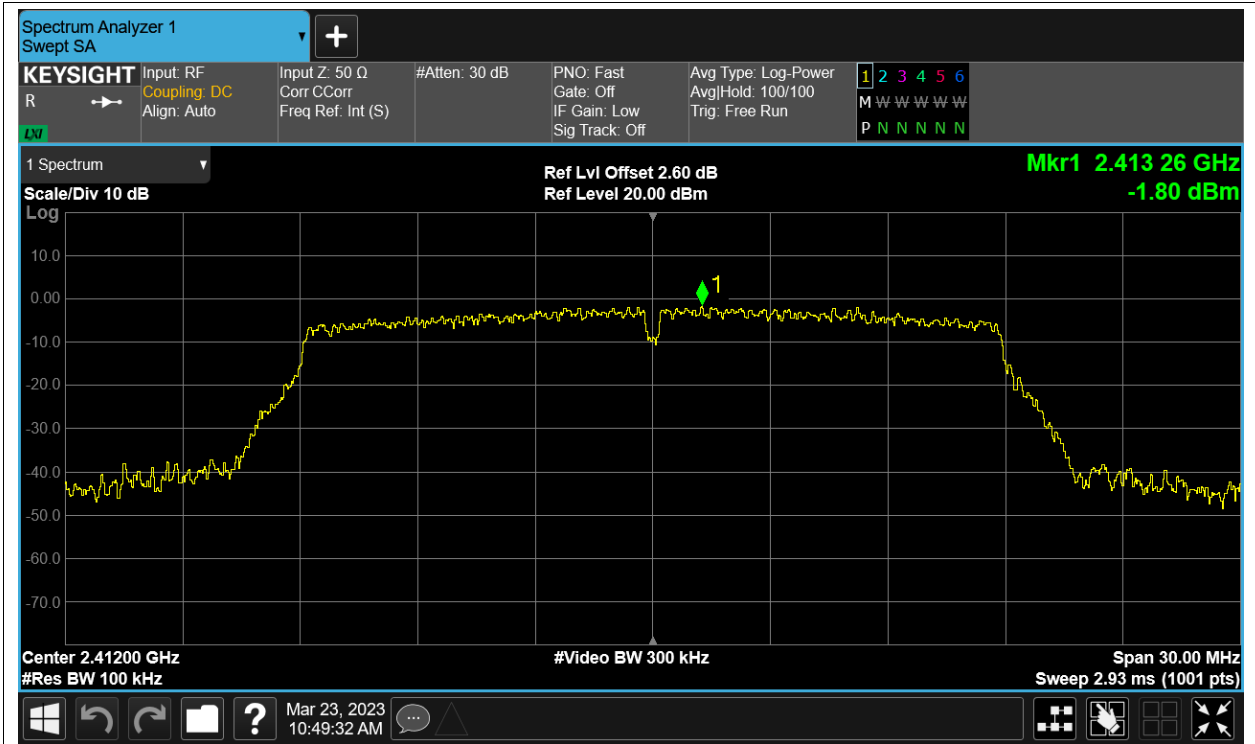 Spectrum Analyzer 1
Swept SA
KEYSIGHT
R
LXI
Input: RF
Coupling: DC
Align: Auto
Input Z: 50 Ω
Corr CCorr
Freq Ref: Int (S)
#Atten: 30 dB
PNO: Fast
Gate: Off
IF Gain: Low
Sig Track: Off
Avg Type: Log-Power
Avg|Hold: 100/100
Trig: Free Run
1 2 3 4 5 6
M W W W W W
P N N N N N
1 Spectrum
Scale/Div 10 dB
Log
Ref Lvl Offset 2.60 dB
Ref Level 20.00 dBm
Mkr1 2.413 26 GHz
-1.80 dBm
1
10.0
0.00
-10.0
-20.0
-30.0
-40.0
-50.0
-60.0
-70.0
Center 2.41200 GHz
#Res BW 100 kHz
#Video BW 300 kHz
Span 30.00 MHz
Sweep 2.93 ms (1001 pts)
?
Mar 23, 2023
10:49:32 AM